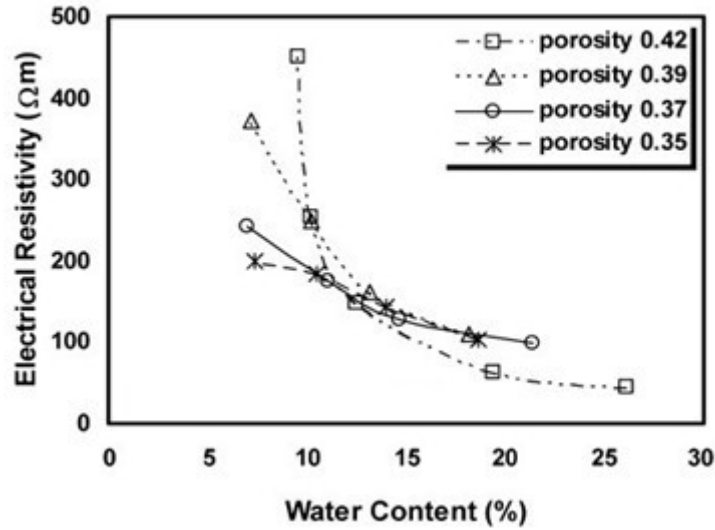 500
400
300
200
100
0
Electrical Resistivity (Ωm)
porosity 0.42
porosity 0.39
porosity 0.37
porosity 0.35
0 5 10 15 20 25 30
Water Content (%)